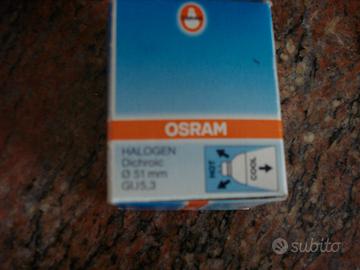 OSRAM
HALOGEN
Dichroic
Ø 51 mm
GU5,3
HOT
COOL
subito